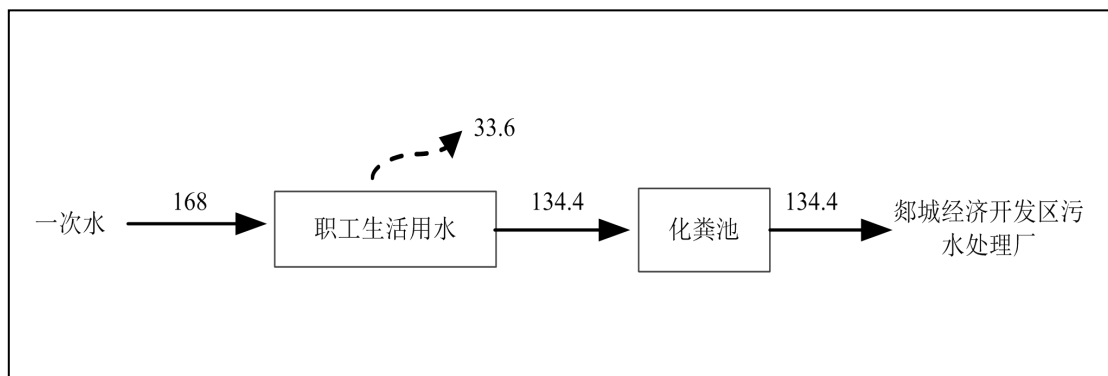 33.6
一次水
168
职工生活用水
134.4
化粪池
134.4
郯城经济开发区污
水处理厂